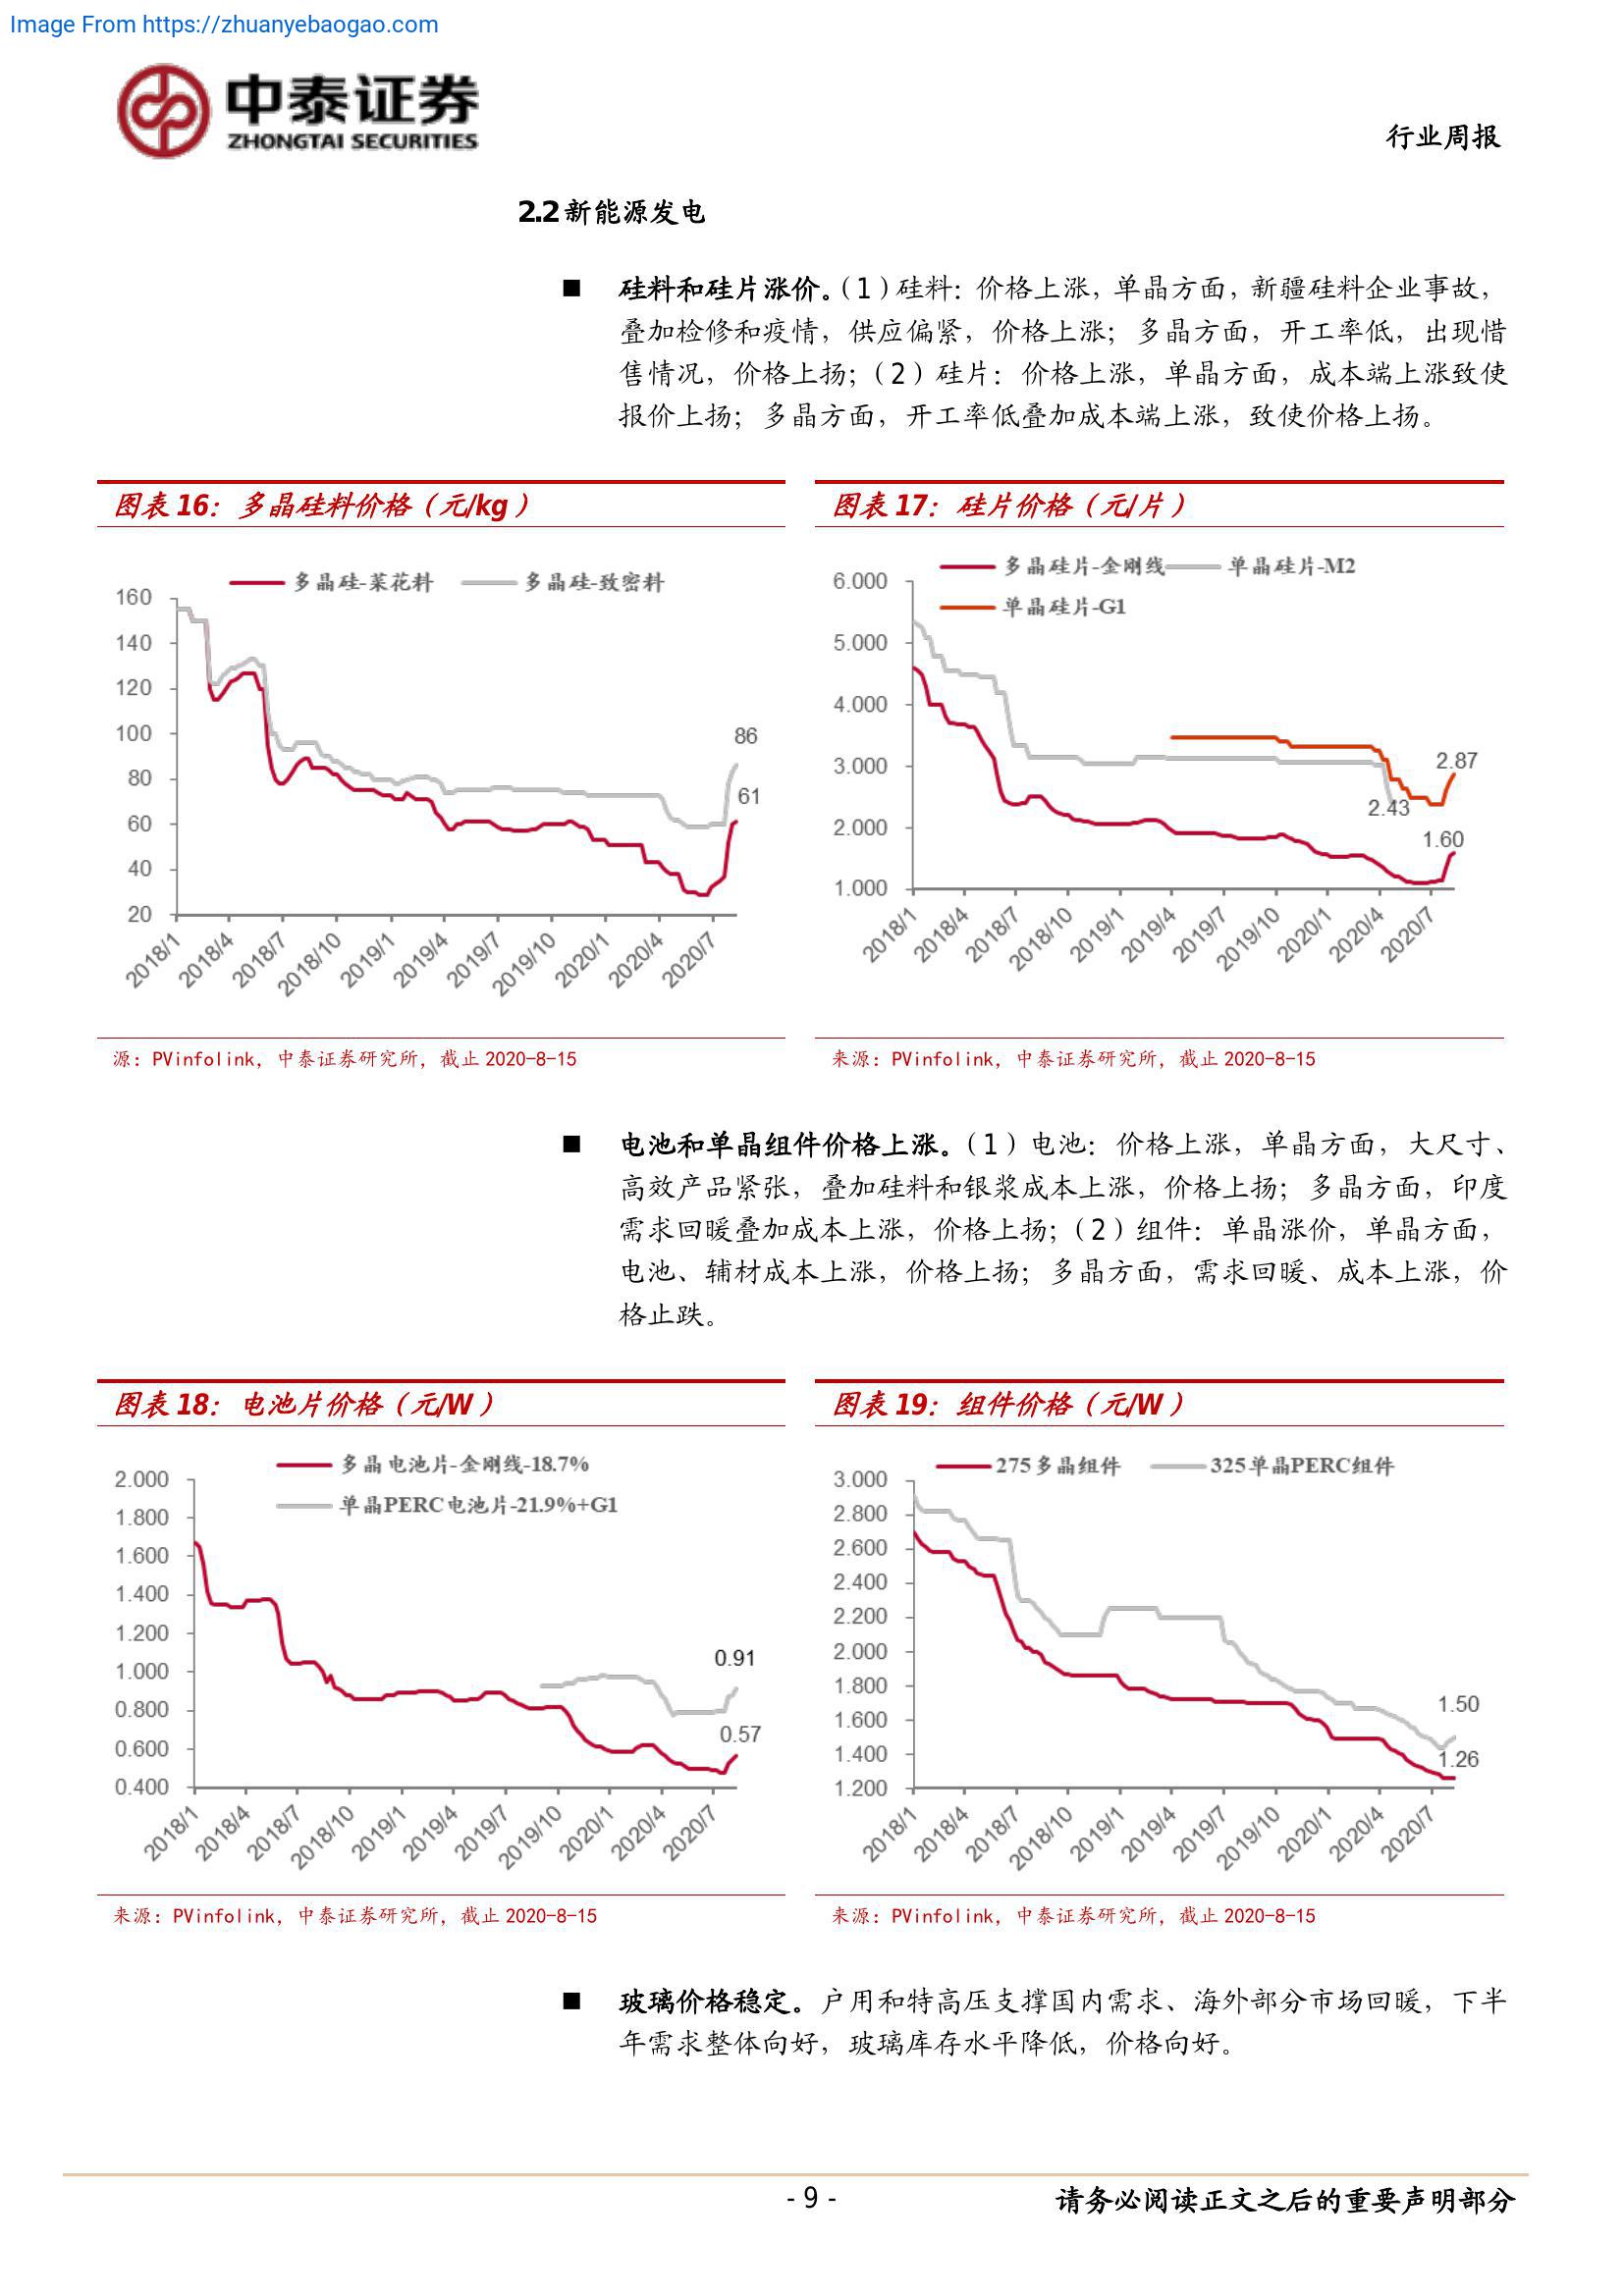 Image From https://zhuanyebaogao.com
中泰证券
ZHONGTAI SECURITIES
行业周报
2.2新能源发电
■ 硅料和硅片涨价。（1）硅料：价格上涨，单晶方面，新疆硅料企业事故，
叠加检修和疫情，供应偏紧，价格上涨；多晶方面，开工率低，出现惜
售情况，价格上扬；（2）硅片：价格上涨，单晶方面，成本端上涨致使
报价上扬；多晶方面，开工率低叠加成本端上涨，致使价格上扬。
图表 16：多晶硅料价格（元/kg）
多晶硅-菜花料 多晶硅-致密料
160
140
120
100
80
60
40
20
86
61
2018/1 2018/4 2018/7 2018/10 2019/1 2019/4 2019/7 2019/10 2020/1 2020/4 2020/7
源：PVinfolink，中泰证券研究所，截止 2020-8-15
图表 17：硅片价格（元/片）
多晶硅片-金刚线 单晶硅片-M2
单晶硅片-G1
6.000
5.000
4.000
3.000
2.000
1.000
2.87
2.43
1.60
2018/1 2018/4 2018/7 2018/10 2019/1 2019/4 2019/7 2019/10 2020/1 2020/4 2020/7
来源：PVinfolink，中泰证券研究所，截止 2020-8-15
■ 电池和单晶组件价格上涨。（1）电池：价格上涨，单晶方面，大尺寸、
高效产品紧张，叠加硅料和银浆成本上涨，价格上扬；多晶方面，印度
需求回暖叠加成本上涨，价格上扬；（2）组件：单晶涨价，单晶方面，
电池、辅材成本上涨，价格上扬；多晶方面，需求回暖、成本上涨，价
格止跌。
图表 18：电池片价格（元/W）
多晶电池片-金刚线-18.7%
单晶PERC电池片-21.9%+G1
2.000
1.800
1.600
1.400
1.200
1.000
0.800
0.600
0.400
0.91
0.57
2018/1 2018/4 2018/7 2018/10 2019/1 2019/4 2019/7 2019/10 2020/1 2020/4 2020/7
来源：PVinfolink，中泰证券研究所，截止 2020-8-15
图表 19：组件价格（元/W）
275多晶组件 325单晶PERC组件
3.000
2.800
2.600
2.400
2.200
2.000
1.800
1.600
1.400
1.200
1.50
1.26
2018/1 2018/4 2018/7 2018/10 2019/1 2019/4 2019/7 2019/10 2020/1 2020/4 2020/7
来源：PVinfolink，中泰证券研究所，截止 2020-8-15
■ 玻璃价格稳定。户用和特高压支撑国内需求、海外部分市场回暖，下半
年需求整体向好，玻璃库存水平降低，价格向好。
- 9 -
请务必阅读正文之后的重要声明部分